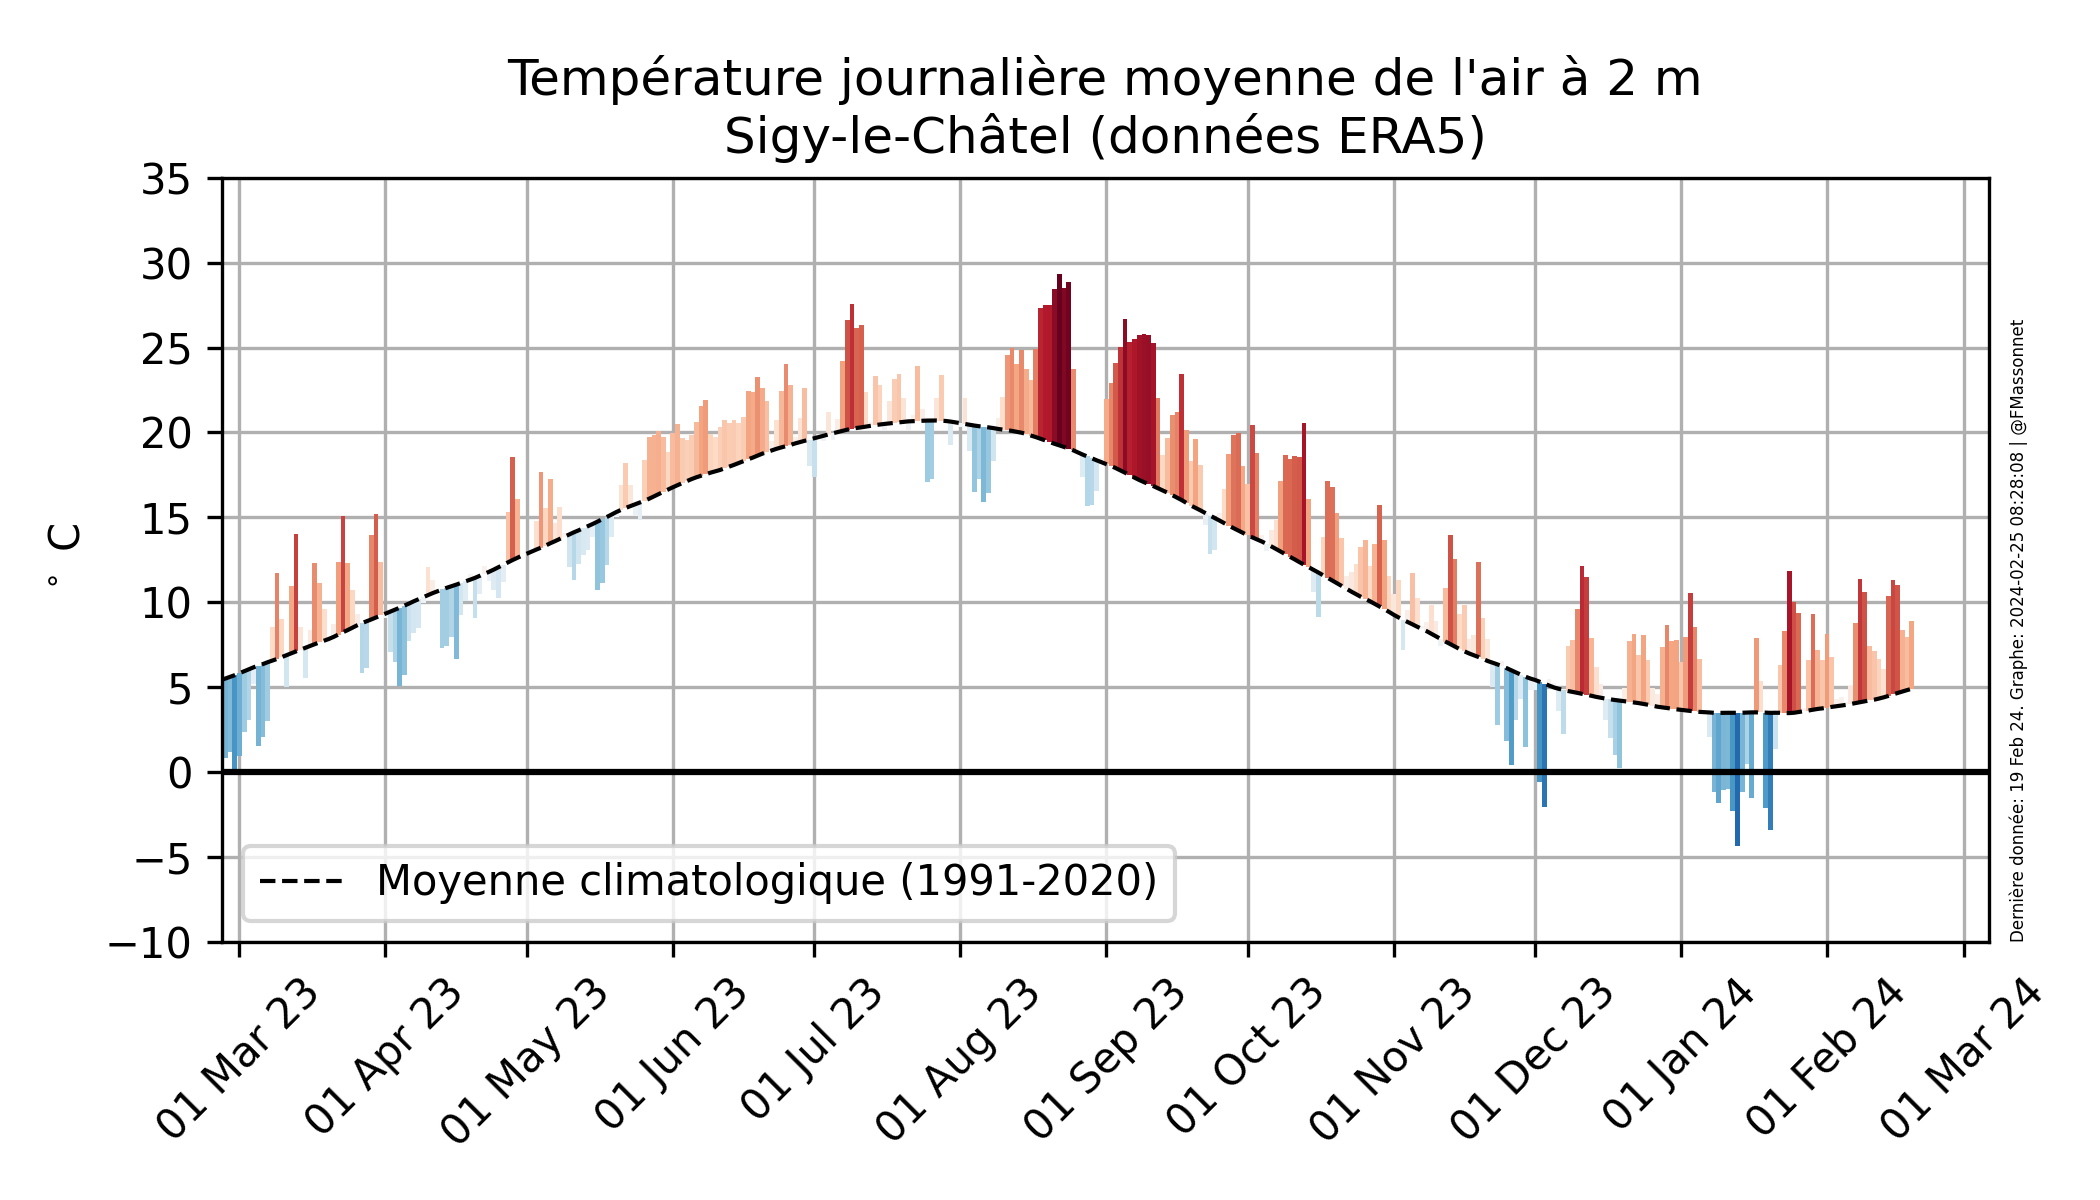 Température journalière moyenne de l'air à 2 m
Sigy-le-Châtel (données ERA5)
35
30
25
20
15
10
5
0
−5
−10
° C
Moyenne climatologique (1991-2020)
01 Mar 23
01 Apr 23
01 May 23
01 Jun 23
01 Jul 23
01 Aug 23
01 Sep 23
01 Oct 23
01 Nov 23
01 Dec 23
01 Jan 24
01 Feb 24
01 Mar 24
Dernière donnée: 19 Feb 24. Graphe: 2024-02-25 08:28:08 | @FMassonnet